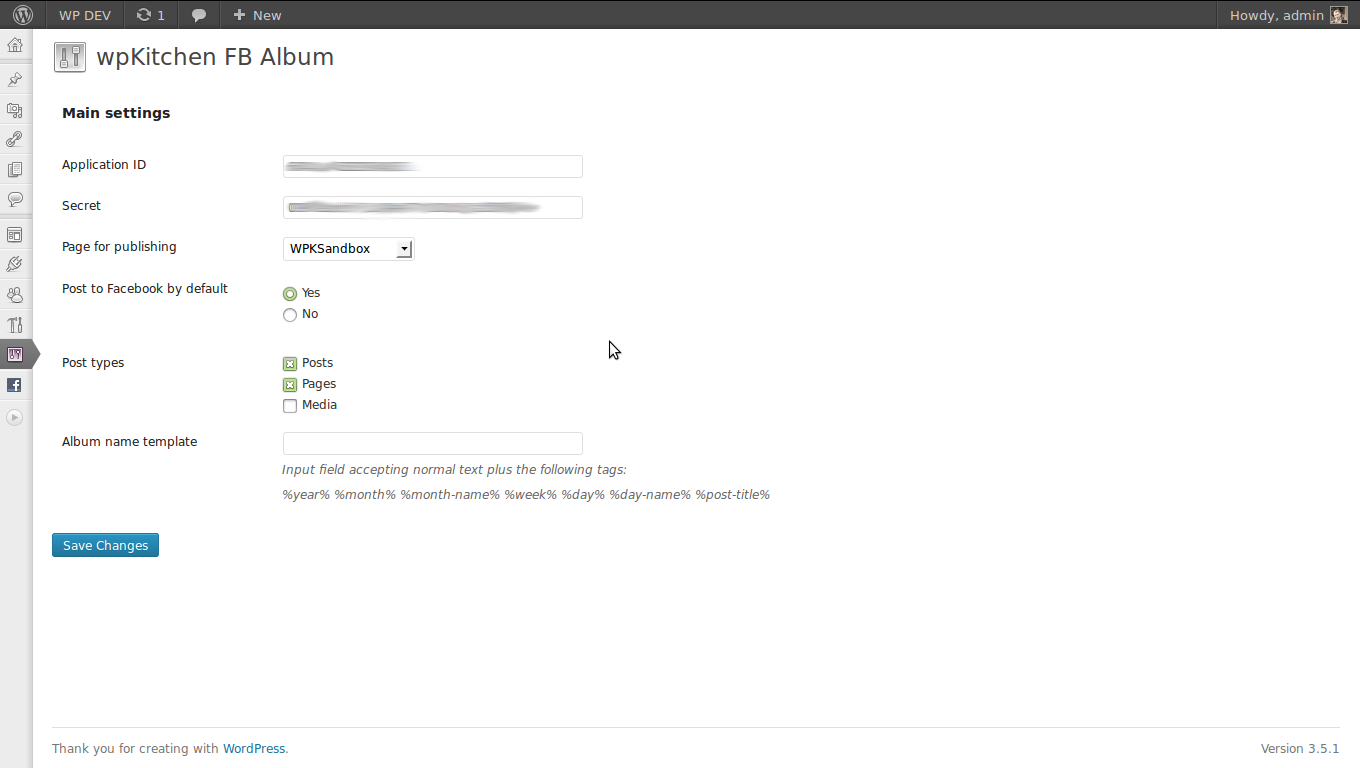 WP DEV 1 New Howdy, admin
wpKitchen FB Album
Main settings
Application ID
Secret
Page for publishing WPKSandbox
Post to Facebook by default Yes
No
Post types Posts
Pages
Media
Album name template
Input field accepting normal text plus the following tags:
%year% %month% %month-name% %week% %day% %day-name% %post-title%
Save Changes
Thank you for creating with WordPress. Version 3.5.1